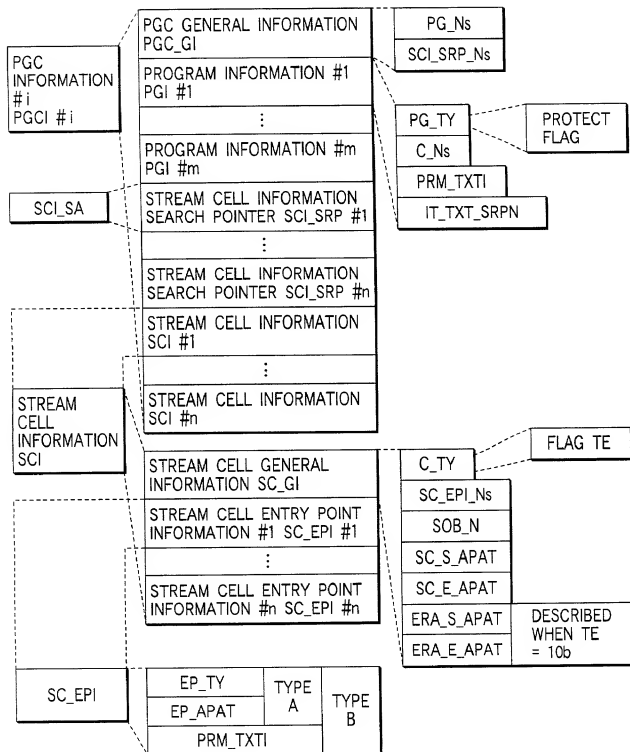 PGC
INFORMATION
#i
PGCI #i
PGC GENERAL INFORMATION
PGC_GI
PROGRAM INFORMATION #1
PGI #1
⋮
PROGRAM INFORMATION #m
PGI #m
STREAM CELL INFORMATION
SEARCH POINTER SCI_SRP #1
⋮
STREAM CELL INFORMATION
SEARCH POINTER SCI_SRP #n
STREAM CELL INFORMATION
SCI #1
⋮
STREAM CELL INFORMATION
SCI #n
PG_Ns
SCI_SRP_Ns
PG_TY
C_Ns
PRM_TXTI
IT_TXT_SRPN
PROTECT
FLAG
SCI_SA
STREAM
CELL
INFORMATION
SCI
STREAM CELL GENERAL
INFORMATION SC_GI
STREAM CELL ENTRY POINT
INFORMATION #1 SC_EPI #1
⋮
STREAM CELL ENTRY POINT
INFORMATION #n SC_EPI #n
C_TY
SC_EPI_Ns
SOB_N
SC_S_APAT
SC_E_APAT
ERA_S_APAT
ERA_E_APAT
FLAG TE
DESCRIBED
WHEN TE
= 10b
SC_EPI
EP_TY
EP_APAT
PRM_TXTI
TYPE
A
TYPE
B